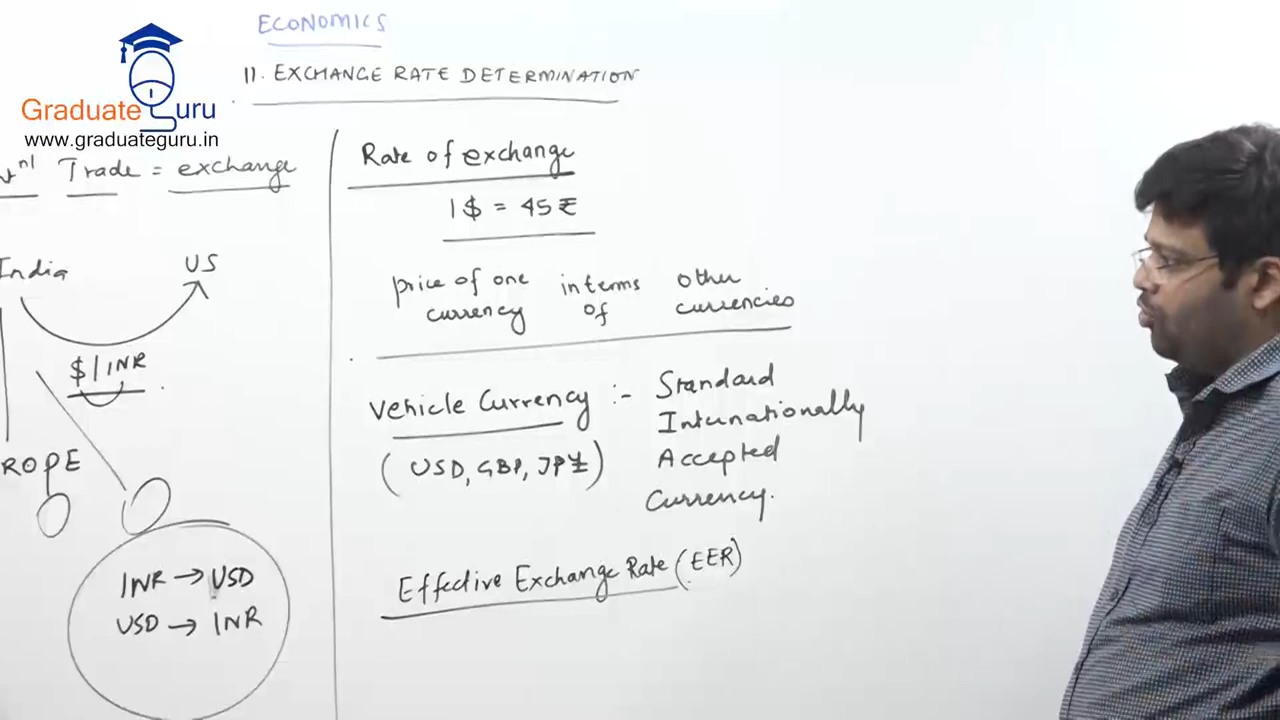 ECONOMICS
11. EXCHANGE RATE DETERMINATION
Graduate Guru
www.graduateguru.in
Trade = exchange
India
US
$/INR
ROPE
INR → USD
USD → INR
Rate of exchange
1$ = 45₹
price of one in terms other
currency of currencies
Vehicle Currency :- Standard
Internationally
(USD, GBP, JP¥) Accepted
Currency.
Effective Exchange Rate (EER)